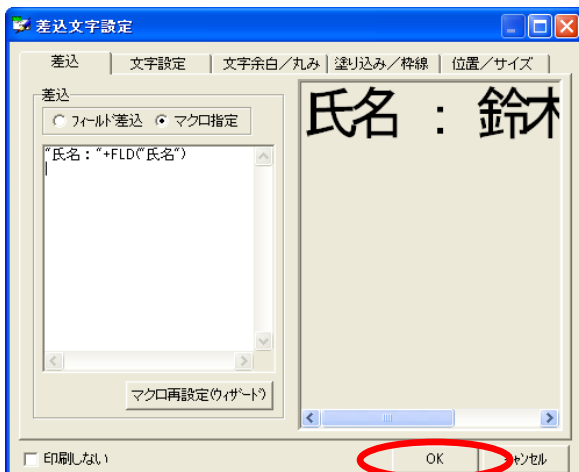 差込文字設定
差込 文字設定 文字余白／丸み 塗り込み／枠線 位置／サイズ
差込
ﾌｨｰﾙﾄﾞ差込 マクロ指定
"氏名："+FLD("氏名")
氏名 : 鈴木
マクロ再設定(ｳｨｻﾞｰﾄﾞ)
印刷しない
OK
キャンセル